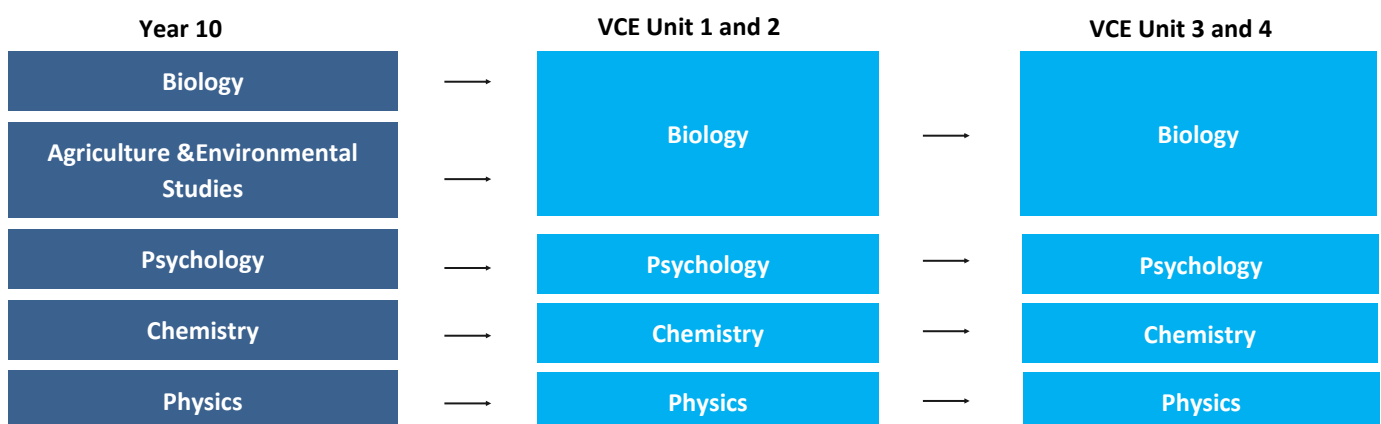 Year 10
VCE Unit 1 and 2
VCE Unit 3 and 4
Biology
Agriculture &Environmental
Studies
Biology
Biology
Psychology
Psychology
Psychology
Chemistry
Chemistry
Chemistry
Physics
Physics
Physics